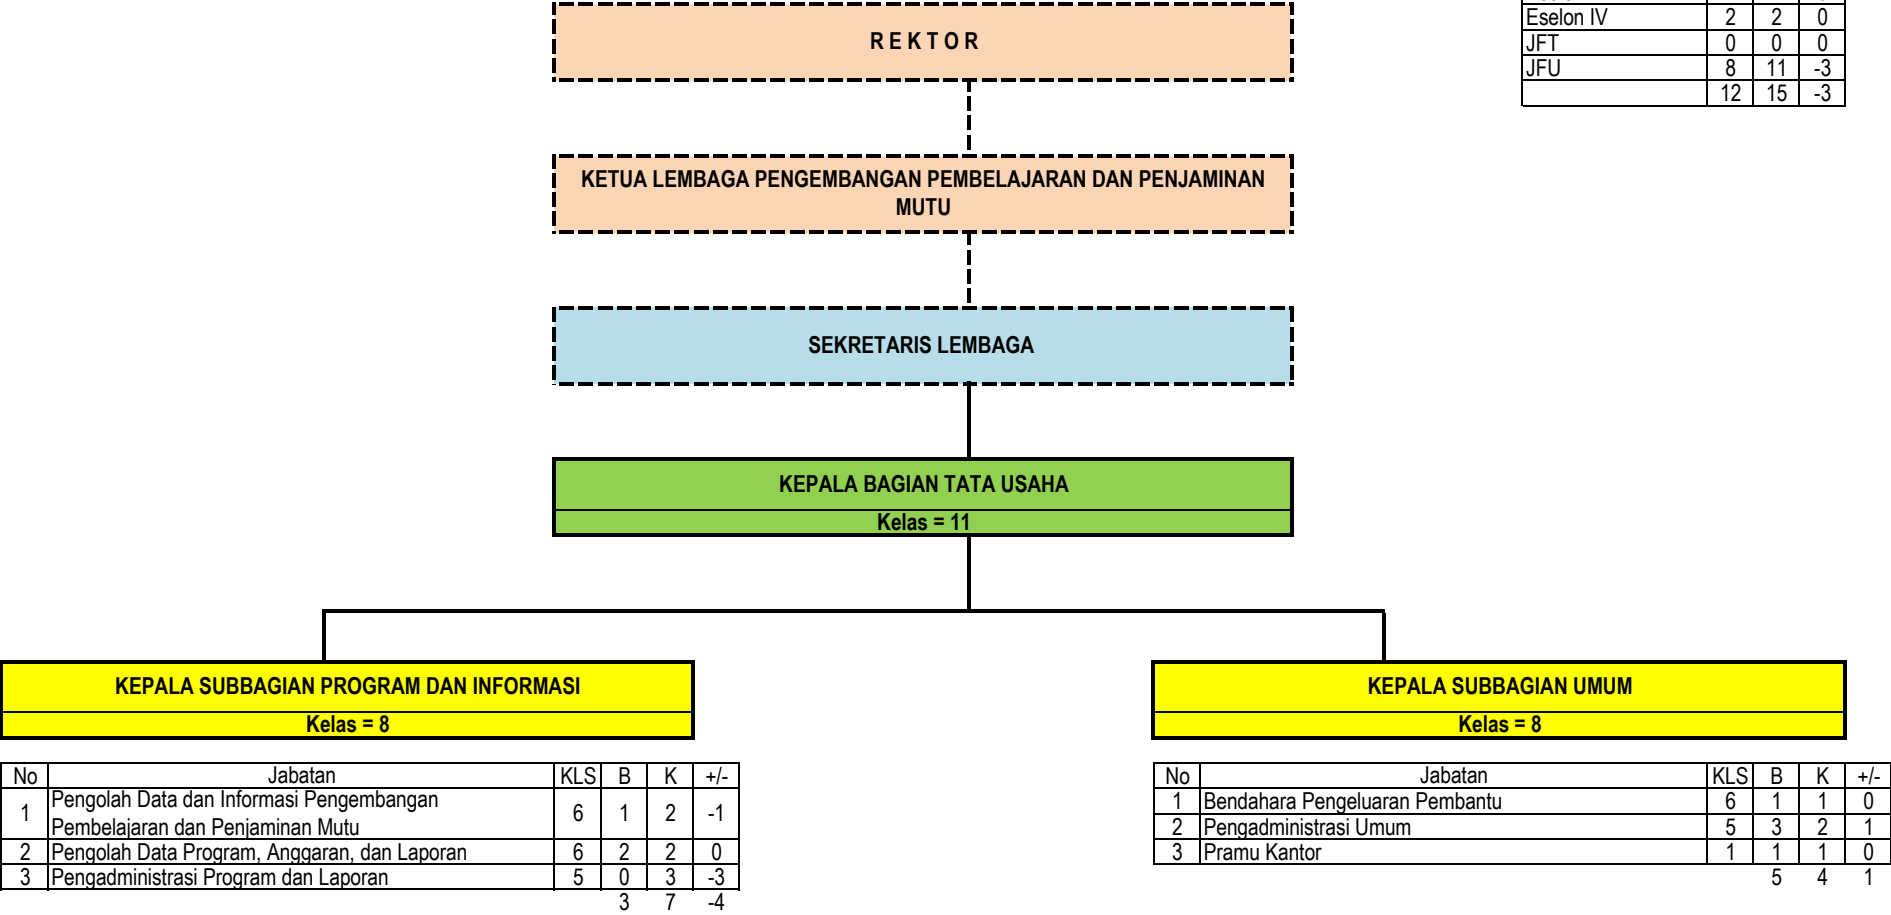 Eselon IV 2 2 0
JFT 0 0 0
JFU 8 11 -3
12 15 -3
R E K T O R
KETUA LEMBAGA PENGEMBANGAN PEMBELAJARAN DAN PENJAMINAN
MUTU
SEKRETARIS LEMBAGA
KEPALA BAGIAN TATA USAHA
Kelas = 11
KEPALA SUBBAGIAN PROGRAM DAN INFORMASI
Kelas = 8
No Jabatan KLS B K +/-
1 Pengolah Data dan Informasi Pengembangan
Pembelajaran dan Penjaminan Mutu 6 1 2 -1
2 Pengolah Data Program, Anggaran, dan Laporan 6 2 2 0
3 Pengadministrasi Program dan Laporan 5 0 3 -3
3 7 -4
KEPALA SUBBAGIAN UMUM
Kelas = 8
No Jabatan KLS B K +/-
1 Bendahara Pengeluaran Pembantu 6 1 1 0
2 Pengadministrasi Umum 5 3 2 1
3 Pramu Kantor 1 1 1 0
5 4 1